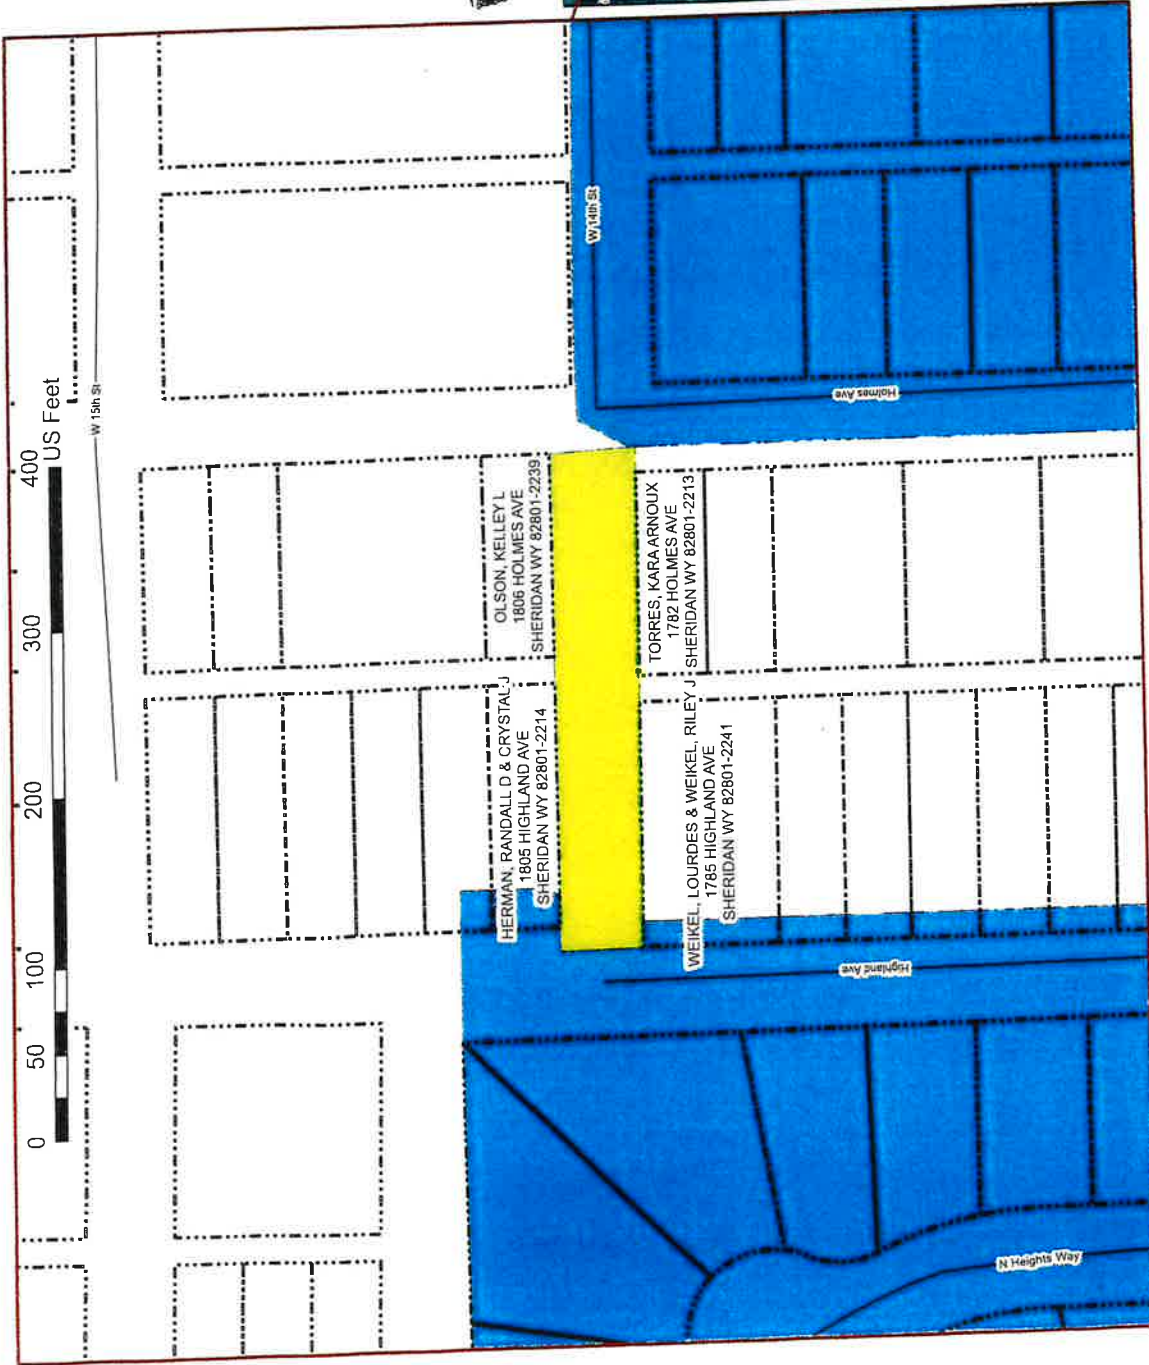 0
50
100
200
300
400
US Feet
W 15th St
OLSON, KELLEY L
1806 HOLMES AVE
SHERIDAN WY 82801-2239
HERMAN, RANDALL D & CRYSTAL J
1805 HIGHLAND AVE
SHERIDAN WY 82801-2214
W 14th St
TORRES, KARA ARNOUX
1782 HOLMES AVE
SHERIDAN WY 82801-2213
WEIKEL, LOURDES & WEIKEL, RILEY J
1785 HIGHLAND AVE
SHERIDAN WY 82801-2241
Holmes Ave
Highland Ave
N Heights Way